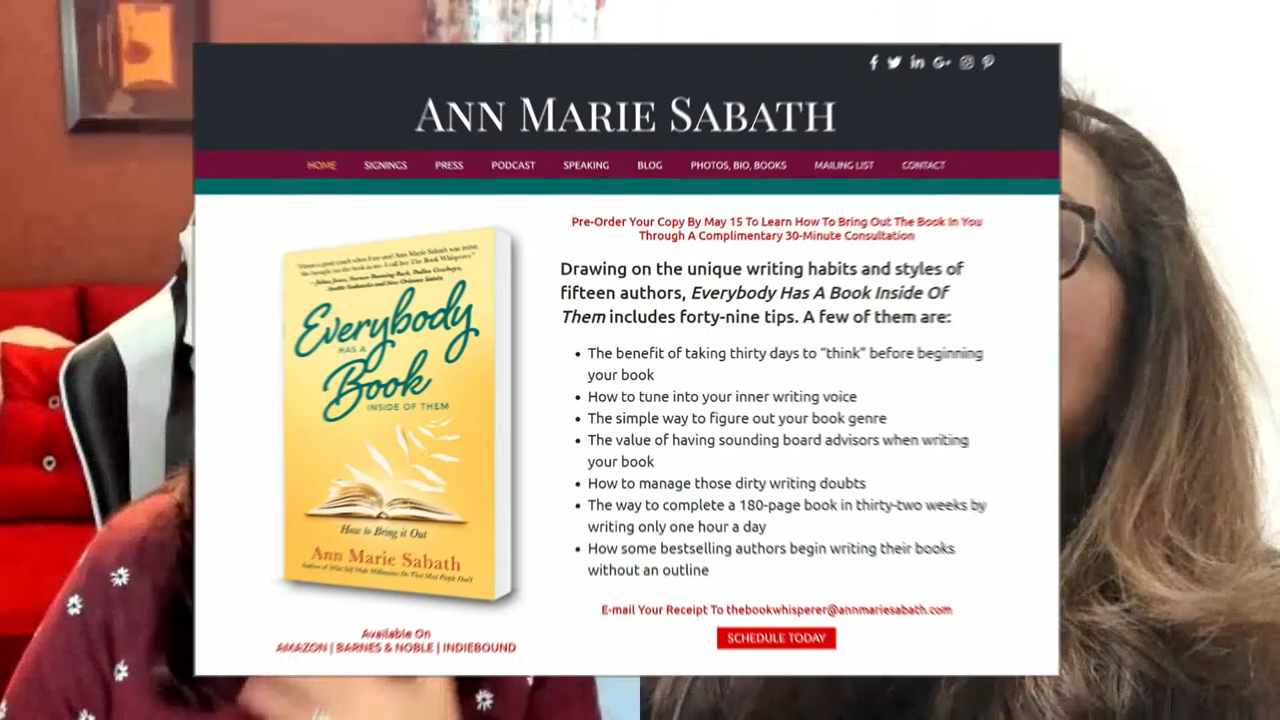 ANN MARIE SABATH
HOME SIGNINGS PRESS PODCAST SPEAKING BLOG PHOTOS, BIO, BOOKS MAILING LIST CONTACT
Ann Marie Sabath was mine.
Everybody
HAS A
Book
INSIDE OF THEM
How to Bring it Out
Ann Marie Sabath
Available On
AMAZON | BARNES & NOBLE | INDIEBOUND
Pre-Order Your Copy By May 15 To Learn How To Bring Out The Book In You
Through A Complimentary 30-Minute Consultation
Drawing on the unique writing habits and styles of
fifteen authors, Everybody Has A Book Inside Of
Them includes forty-nine tips. A few of them are:
• The benefit of taking thirty days to "think" before beginning
your book
• How to tune into your inner writing voice
• The simple way to figure out your book genre
• The value of having sounding board advisors when writing
your book
• How to manage those dirty writing doubts
• The way to complete a 180-page book in thirty-two weeks by
writing only one hour a day
• How some bestselling authors begin writing their books
without an outline
E-mail Your Receipt To thebookwhisperer@annmariesabath.com
SCHEDULE TODAY